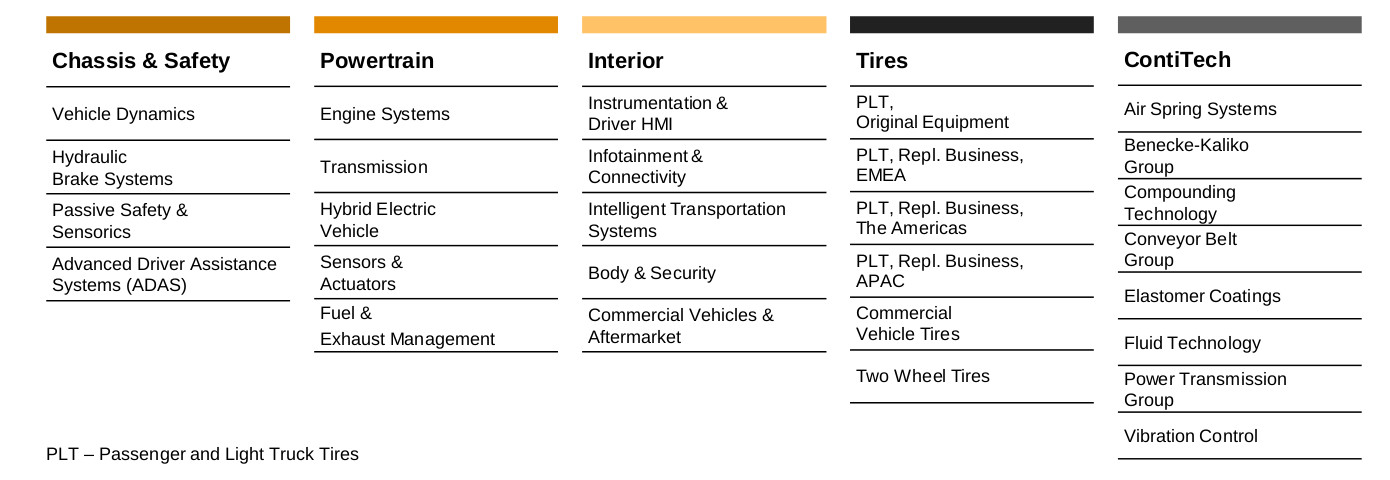 Chassis & Safety
Vehicle Dynamics
Hydraulic
Brake Systems
Passive Safety &
Sensorics
Advanced Driver Assistance
Systems (ADAS)
Powertrain
Engine Systems
Transmission
Hybrid Electric
Vehicle
Sensors &
Actuators
Fuel &
Exhaust Management
Interior
Instrumentation &
Driver HMI
Infotainment &
Connectivity
Intelligent Transportation
Systems
Body & Security
Commercial Vehicles &
Aftermarket
Tires
PLT,
Original Equipment
PLT, Repl. Business,
EMEA
PLT, Repl. Business,
The Americas
PLT, Repl. Business,
APAC
Commercial
Vehicle Tires
Two Wheel Tires
ContiTech
Air Spring Systems
Benecke-Kaliko
Group
Compounding
Technology
Conveyor Belt
Group
Elastomer Coatings
Fluid Technology
Power Transmission
Group
Vibration Control
PLT – Passenger and Light Truck Tires